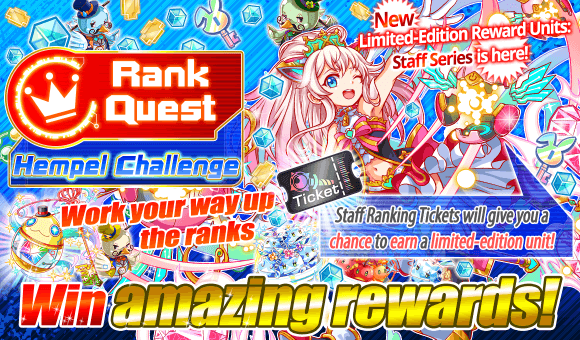 New
Limited-Edition Reward Units:
Staff Series is here!
Rank
Quest
Hempel Challenge
Ticket
Work your way up
the ranks
Staff Ranking Tickets will give you a
chance to earn a limited-edition unit!
Win amazing rewards!